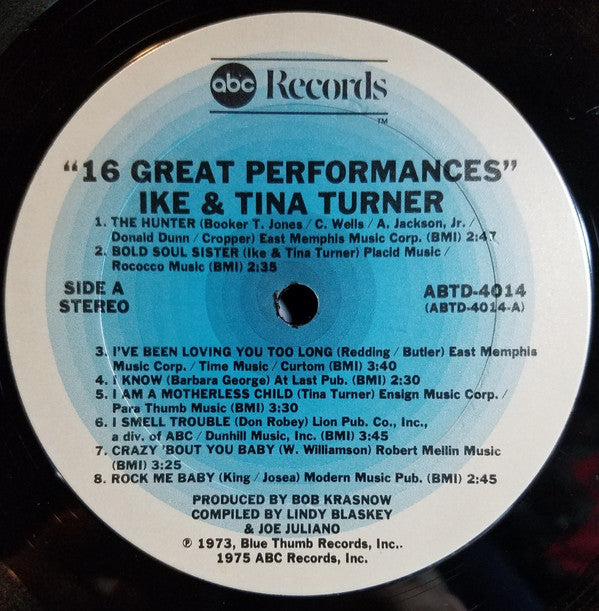 abc Records
TM
"16 GREAT PERFORMANCES"
IKE & TINA TURNER
1. THE HUNTER (Booker T. Jones / C. Wells / A. Jackson, Jr. /
Donald Dunn / Cropper) East Memphis Music Corp. (BMI) 2:47
2. BOLD SOUL SISTER (Ike & Tina Turner) Placid Music /
Rococco Music (BMI) 2:35
SIDE A
STEREO
ABTD-4014
(ABTD-4014-A)
3. I'VE BEEN LOVING YOU TOO LONG (Redding / Butler) East Memphis
Music Corp. / Time Music / Curtom (BMI) 3:40
4. I KNOW (Barbara George) At Last Pub. (BMI) 2:30
5. I AM A MOTHERLESS CHILD (Tina Turner) Ensign Music Corp. /
Para Thumb Music (BMI) 3:30
6. I SMELL TROUBLE (Don Robey) Lion Pub. Co., Inc.,
a div. of ABC / Dunhill Music, Inc. (BMI) 3:45
7. CRAZY 'BOUT YOU BABY (W. Williamson) Robert Mellin Music
(BMI) 3:25
8. ROCK ME BABY (King / Josea) Modern Music Pub. (BMI) 2:45
PRODUCED BY BOB KRASNOW
COMPILED BY LINDY BLASKEY
& JOE JULIANO
℗ 1973, Blue Thumb Records, Inc..
1975 ABC Records, Inc.